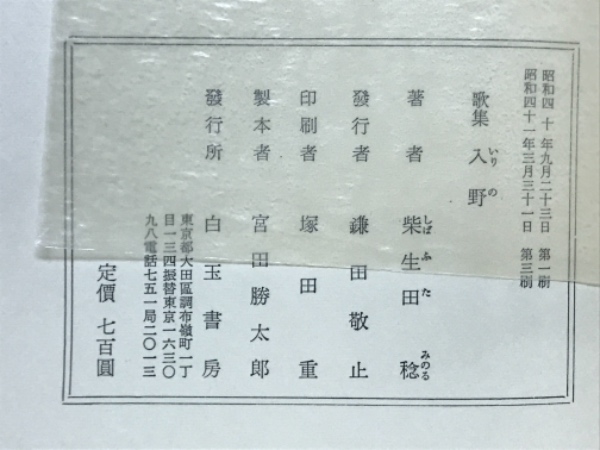 昭和四十年九月二十三日 第一刷
昭和四十一年三月三十一日 第三刷
歌集 入野
いりの
著者 柴生田 稔
しばふた みのる
發行者 鎌田敬止
印刷者 塚田重
製本者 宮田勝太郎
發行所 白玉書房
東京都大田區調布嶺町一丁
目一三四振替東京一六三〇
九八電話七五一局二〇一三
定價 七百圓